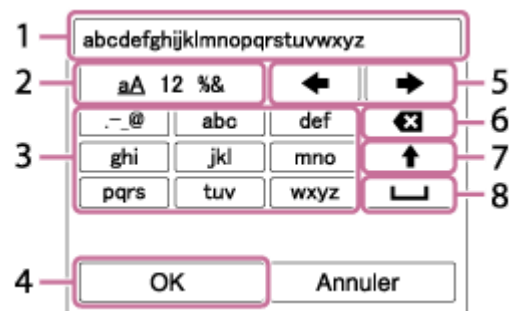 1 abcdefghijklmnopqrstuvwxyz
2 aA 12 %& 5
.-_@ abc def 6
3 ghi jkl mno 7
pqrs tuv wxyz 8
4 OK Annuler